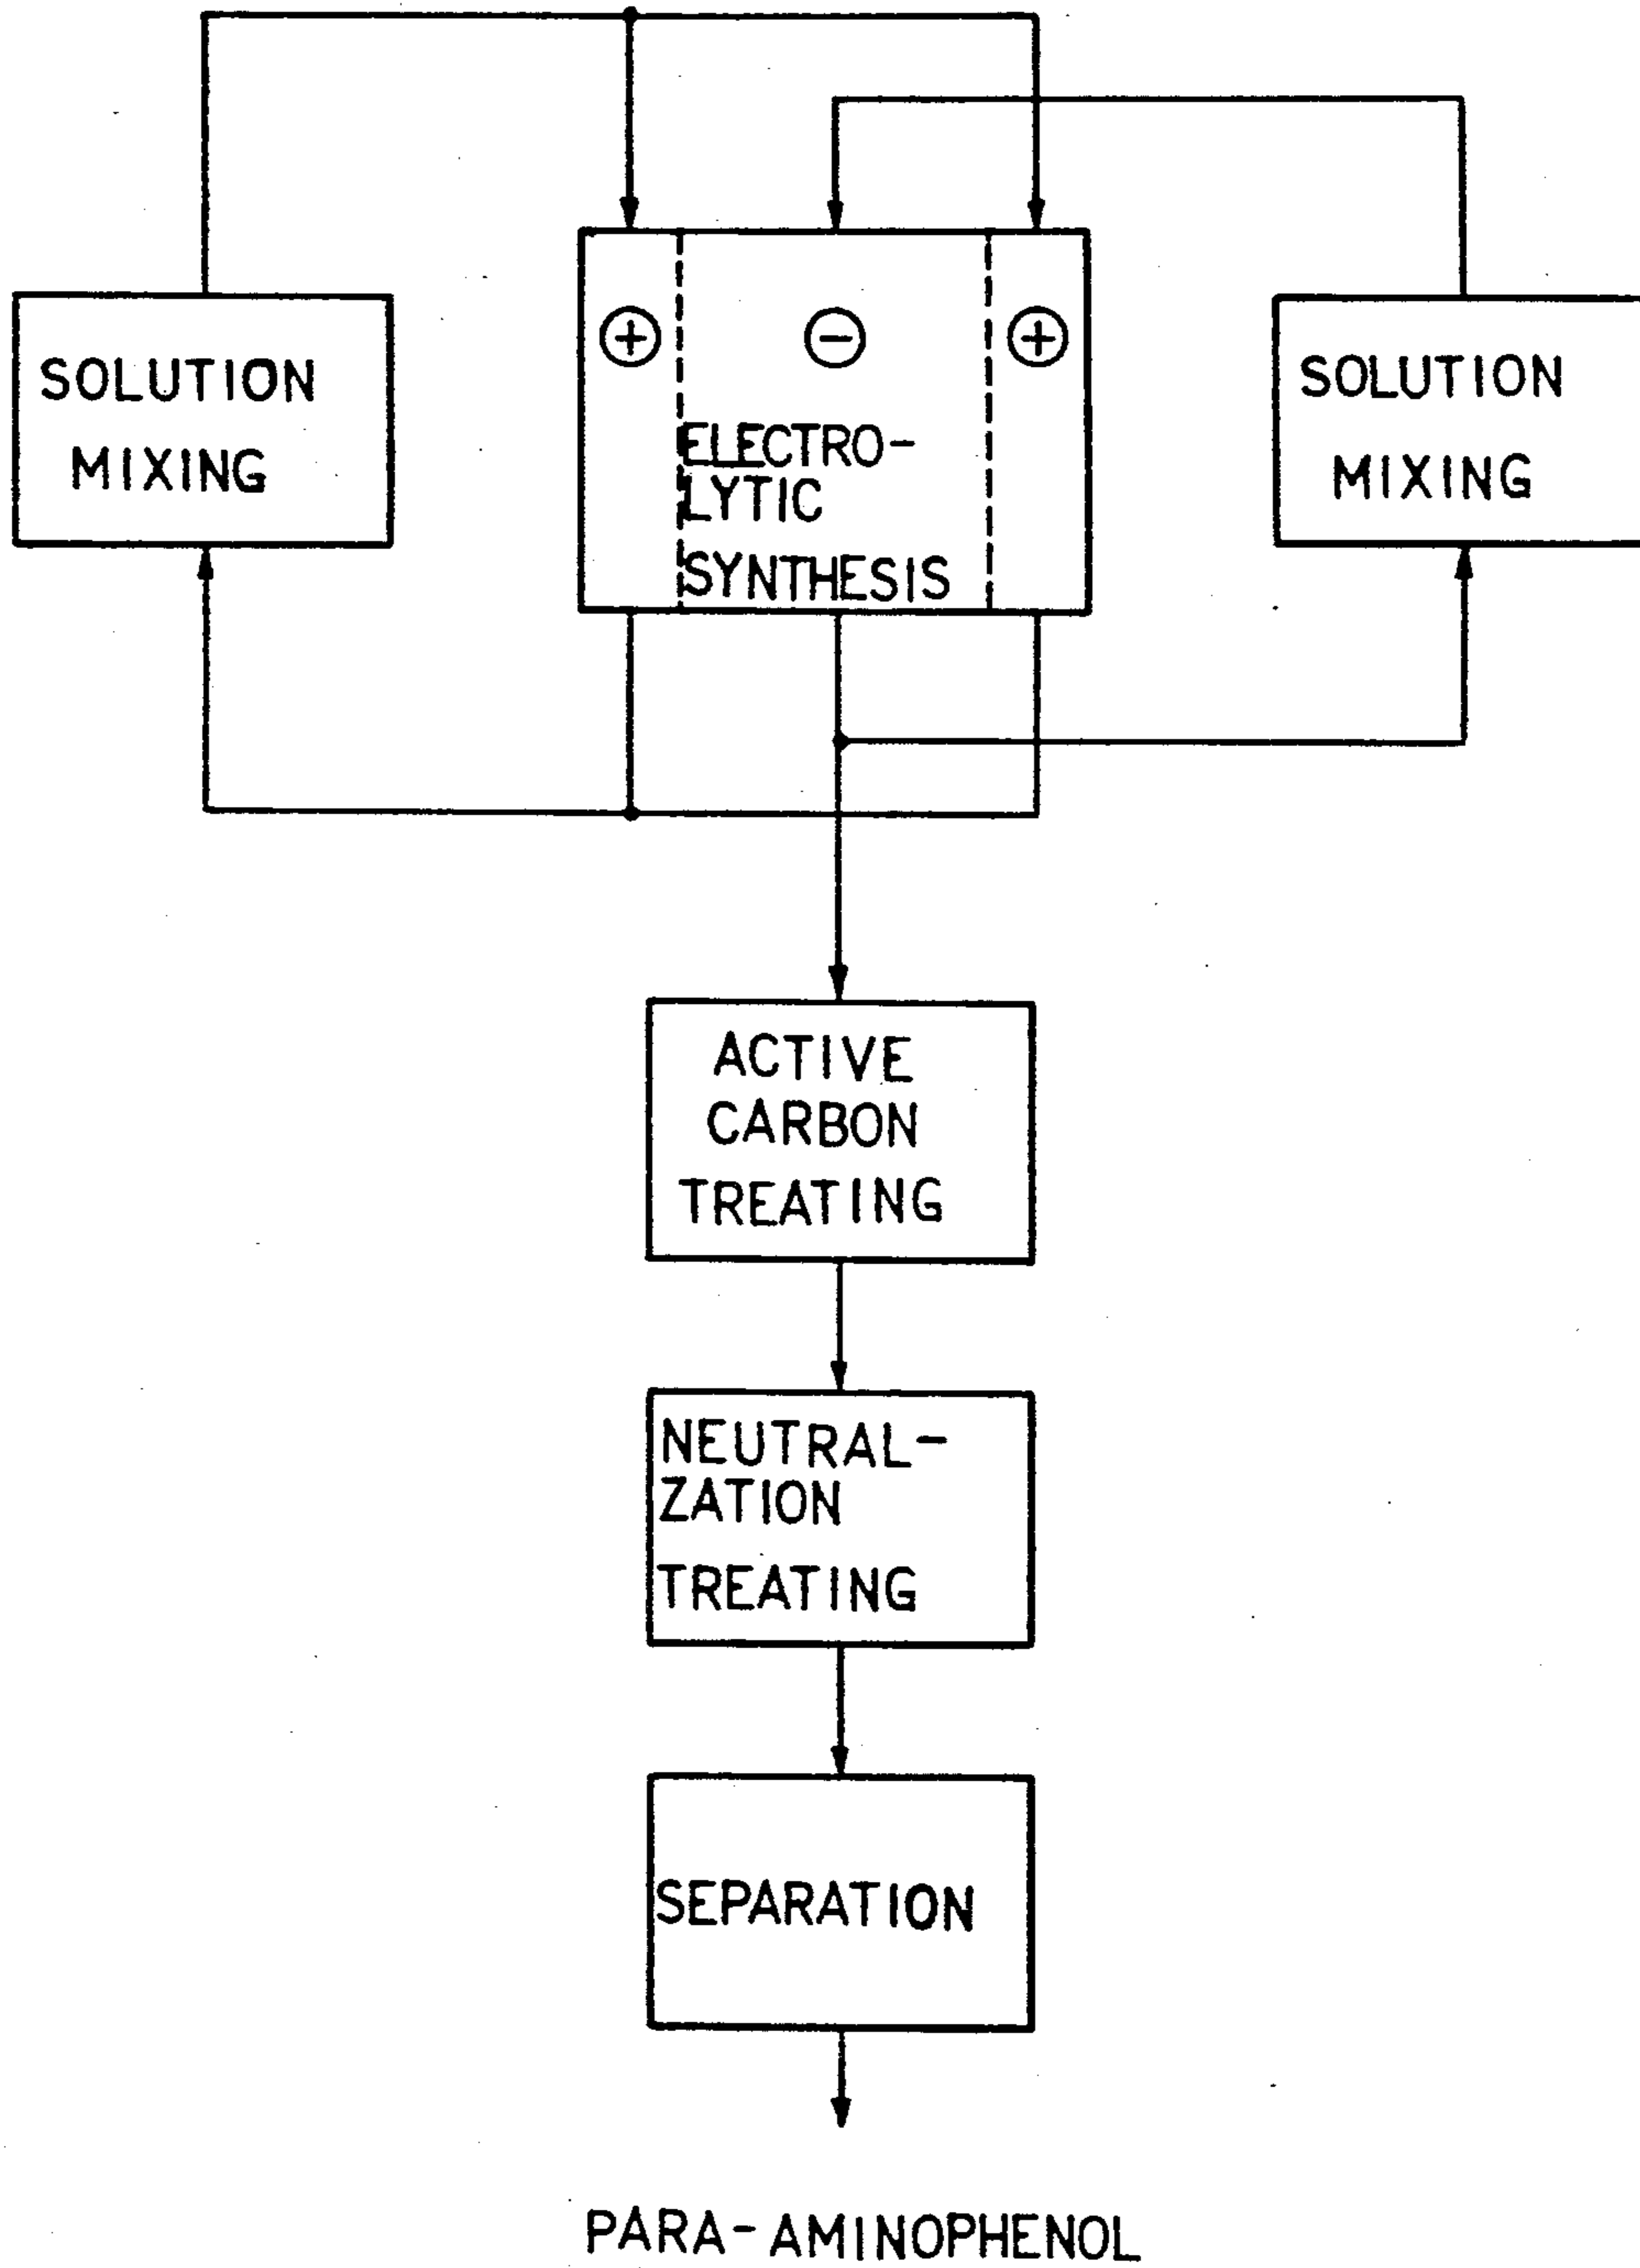 SOLUTION
MIXING
+
−
+
ELECTRO-
LYTIC
SYNTHESIS
SOLUTION
MIXING
ACTIVE
CARBON
TREATING
NEUTRAL-
ZATION
TREATING
SEPARATION
PARA-AMINOPHENOL